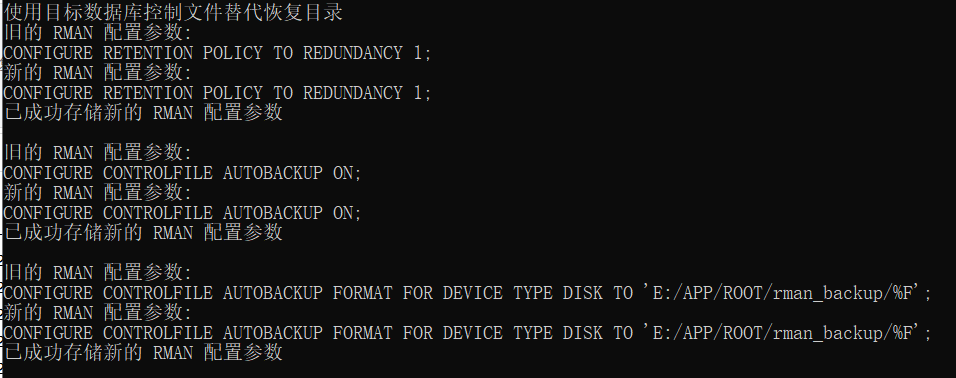 使用目标数据库控制文件替代恢复目录
旧的 RMAN 配置参数:
CONFIGURE RETENTION POLICY TO REDUNDANCY 1;
新的 RMAN 配置参数:
CONFIGURE RETENTION POLICY TO REDUNDANCY 1;
已成功存储新的 RMAN 配置参数
旧的 RMAN 配置参数:
CONFIGURE CONTROLFILE AUTOBACKUP ON;
新的 RMAN 配置参数:
CONFIGURE CONTROLFILE AUTOBACKUP ON;
已成功存储新的 RMAN 配置参数
旧的 RMAN 配置参数:
CONFIGURE CONTROLFILE AUTOBACKUP FORMAT FOR DEVICE TYPE DISK TO 'E:/APP/ROOT/rman_backup/%F';
新的 RMAN 配置参数:
CONFIGURE CONTROLFILE AUTOBACKUP FORMAT FOR DEVICE TYPE DISK TO 'E:/APP/ROOT/rman_backup/%F';
已成功存储新的 RMAN 配置参数